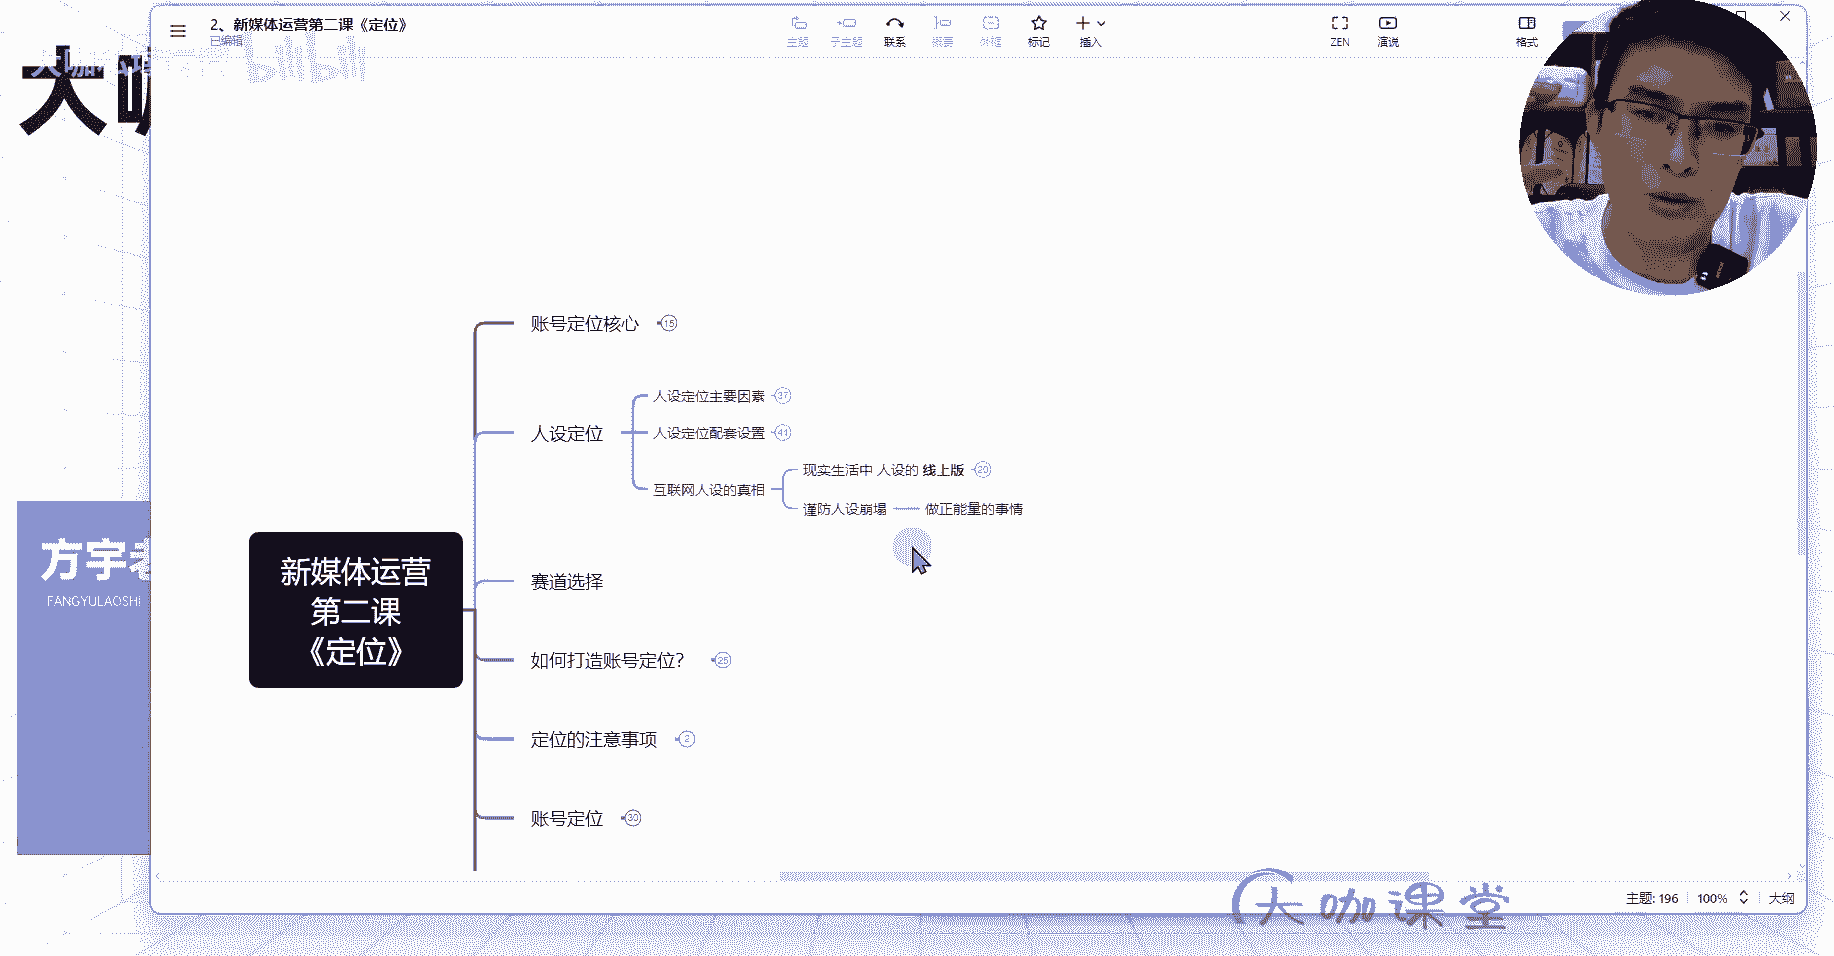 2、新媒体运营第二课《定位》
已编辑
主题
子主题
联系
概要
外框
标记
插入
ZEN
演说
格式
bilibili
大咖
账号定位核心 15
人设定位主要因素 37
人设定位
人设定位配套设置 41
现实生活中 人设的 线上版 20
互联网人设的真相
谨防人设崩塌
做正能量的事情
方宇老
FANGYULAOSHI
新媒体运营
第二课
《定位》
赛道选择
如何打造账号定位？ 25
定位的注意事项 2
账号定位 30
大咖课堂
主题: 196
100%
大纲